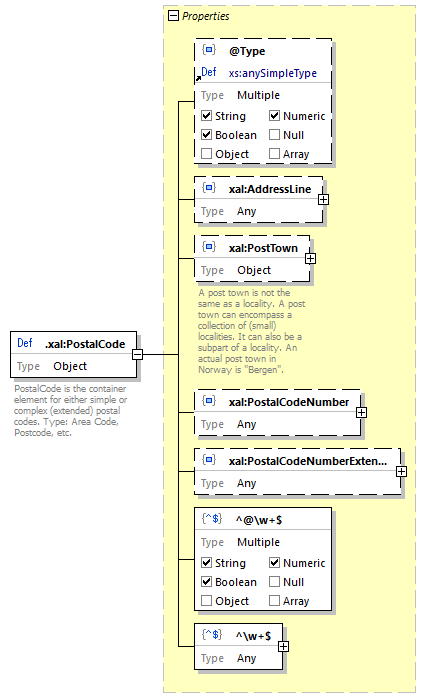 Properties
{¤} @Type
Def xs:anySimpleType
Type Multiple
String Numeric
Boolean Null
Object Array
xal:AddressLine
Type Any
xal:PostTown
Type Object
A post town is not the
same as a locality. A post
town can encompass a
collection of (small)
localities. It can also be a
subpart of a locality. An
actual post town in
Norway is "Bergen".
Def .xal:PostalCode
Type Object
PostalCode is the container
element for either simple or
complex (extended) postal
codes. Type: Area Code,
Postcode, etc.
xal:PostalCodeNumber
Type Any
xal:PostalCodeNumberExten...
Type Any
{^$} ^@\w+$
Type Multiple
String Numeric
Boolean Null
Object Array
{^$} ^\w+$
Type Any